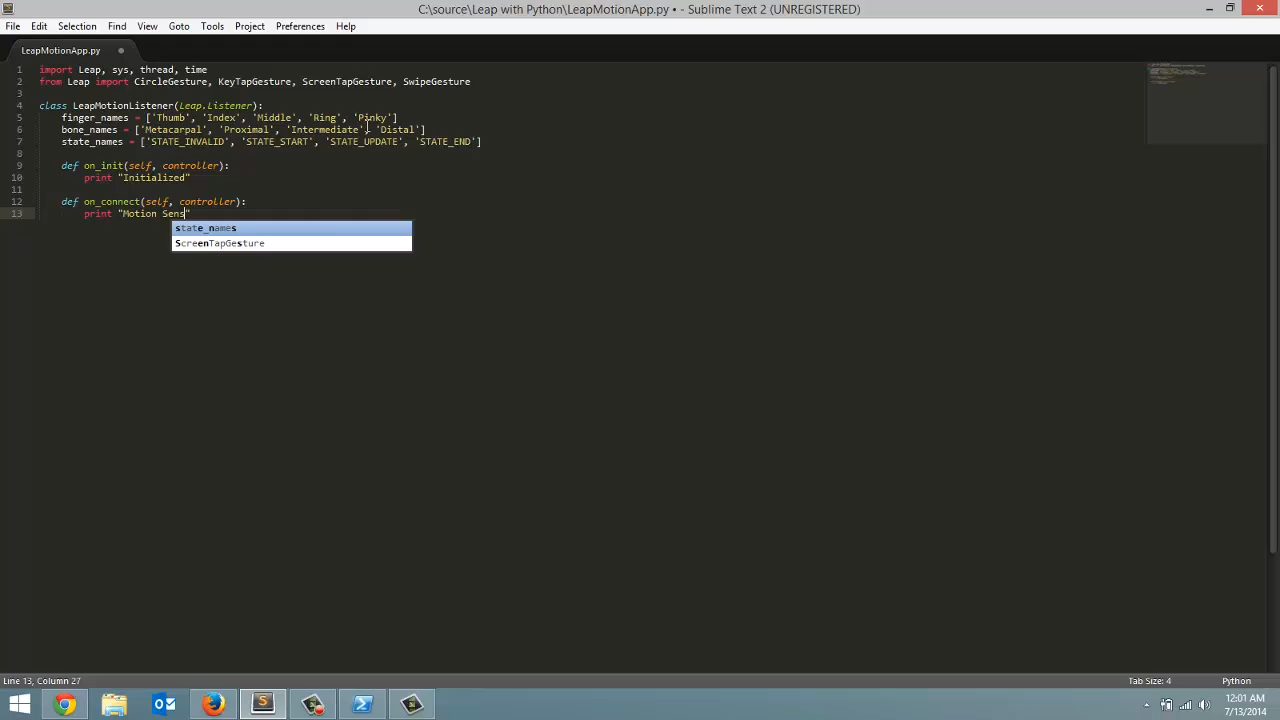 C:\source\Leap with Python\LeapMotionApp.py • - Sublime Text 2 (UNREGISTERED)
File Edit Selection Find View Goto Tools Project Preferences Help
LeapMotionApp.py
1 import Leap, sys, thread, time
2 from Leap import CircleGesture, KeyTapGesture, ScreenTapGesture, SwipeGesture
3
4 class LeapMotionListener(Leap.Listener):
5 finger_names = ['Thumb', 'Index', 'Middle', 'Ring', 'Pinky']
6 bone_names = ['Metacarpal', 'Proximal', 'Intermediate', 'Distal']
7 state_names = ['STATE_INVALID', 'STATE_START', 'STATE_UPDATE', 'STATE_END']
8
9 def on_init(self, controller):
10 print "Initialized"
11
12 def on_connect(self, controller):
13 print "Motion Sens"
state_names
ScreenTapGesture
Line 13, Column 27
Tab Size: 4
Python
12:01 AM
7/13/2014